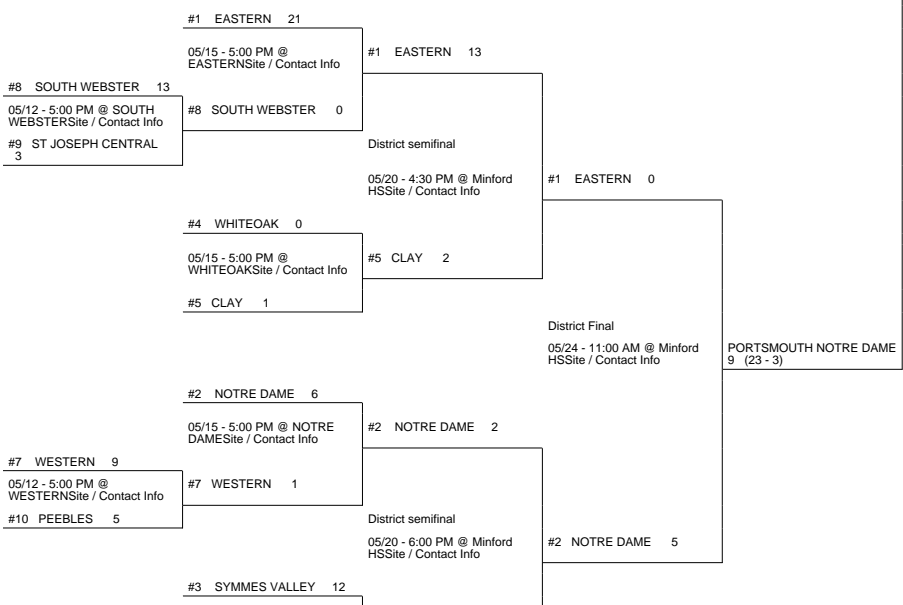 #1 EASTERN 21
05/15 - 5:00 PM @
EASTERNSite / Contact Info
#1 EASTERN 13
#8 SOUTH WEBSTER 13
05/12 - 5:00 PM @ SOUTH
WEBSTERSite / Contact Info
#8 SOUTH WEBSTER 0
#9 ST JOSEPH CENTRAL
3
District semifinal
05/20 - 4:30 PM @ Minford
HSSite / Contact Info
#1 EASTERN 0
#4 WHITEOAK 0
05/15 - 5:00 PM @
WHITEOAKSite / Contact Info
#5 CLAY 2
#5 CLAY 1
District Final
05/24 - 11:00 AM @ Minford
HSSite / Contact Info
PORTSMOUTH NOTRE DAME
9 (23 - 3)
#2 NOTRE DAME 6
05/15 - 5:00 PM @ NOTRE
DAMESite / Contact Info
#2 NOTRE DAME 2
#7 WESTERN 9
05/12 - 5:00 PM @
WESTERNSite / Contact Info
#7 WESTERN 1
#10 PEEBLES 5
District semifinal
05/20 - 6:00 PM @ Minford
HSSite / Contact Info
#2 NOTRE DAME 5
#3 SYMMES VALLEY 12